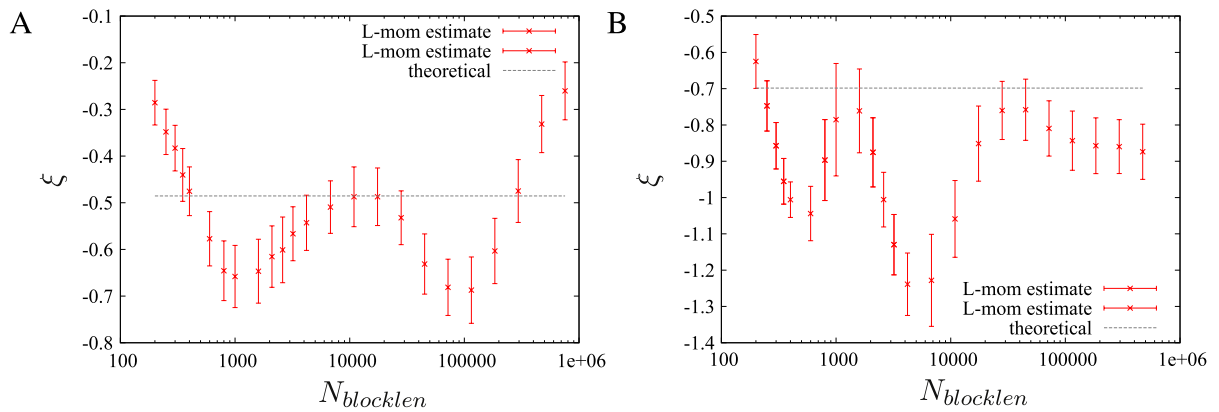 A
-0.1
-0.2
-0.3
-0.4
-0.5
-0.6
-0.7
-0.8
ξ
100
1000
10000
100000
1e+06
N_blocklen
L-mom estimate
L-mom estimate
theoretical
B
-0.5
-0.6
-0.7
-0.8
-0.9
-1
-1.1
-1.2
-1.3
-1.4
ξ
100
1000
10000
100000
1e+06
N_blocklen
L-mom estimate
L-mom estimate
theoretical